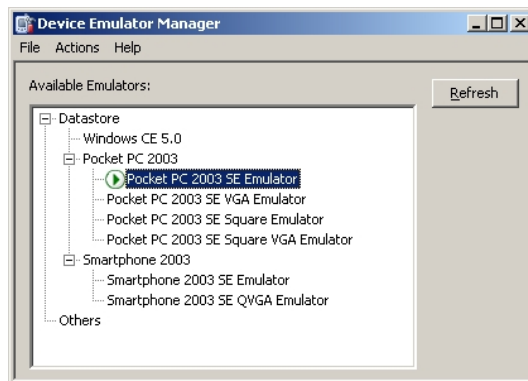 Device Emulator Manager
File Actions Help
Available Emulators:
Refresh
Datastore
Windows CE 5.0
Pocket PC 2003
Pocket PC 2003 SE Emulator
Pocket PC 2003 SE VGA Emulator
Pocket PC 2003 SE Square Emulator
Pocket PC 2003 SE Square VGA Emulator
Smartphone 2003
Smartphone 2003 SE Emulator
Smartphone 2003 SE QVGA Emulator
Others